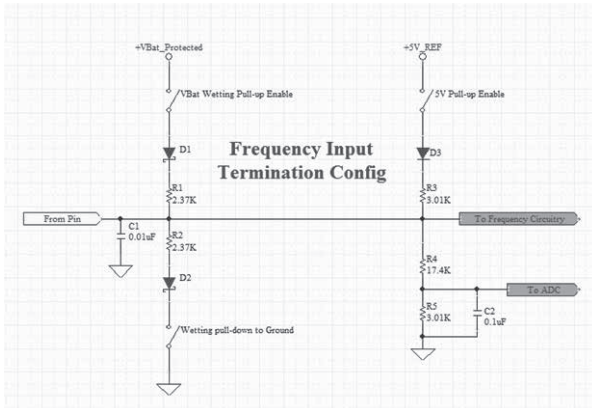 +VBat_Protected
+5V_REF
VBat Wetting Pull-up Enable
5V Pull-up Enable
D1
Frequency Input
Termination Config
D3
R1
2.37K
R3
3.01K
From Pin
To Frequency Circuitry
C1
0.01uF
R2
2.37K
R4
17.4K
D2
To ADC
R5
3.01K
C2
0.1uF
Wetting pull-down to Ground